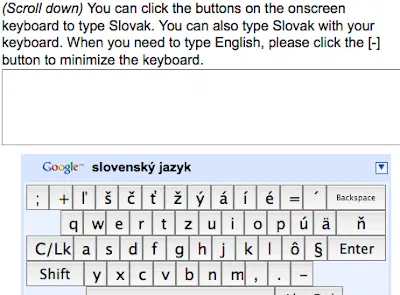 (Scroll down) You can click the buttons on the onscreen
keyboard to type Slovak. You can also type Slovak with your
keyboard. When you need to type English, please click the [-]
button to minimize the keyboard.
Google™ slovenský jazyk
; + ľ š č ť ž ý á í é = ´ Backspace
q w e r t z u i o p ú ä ň
C/Lk a s d f g h j k l ô § Enter
Shift y x c v b n m , . – Shift